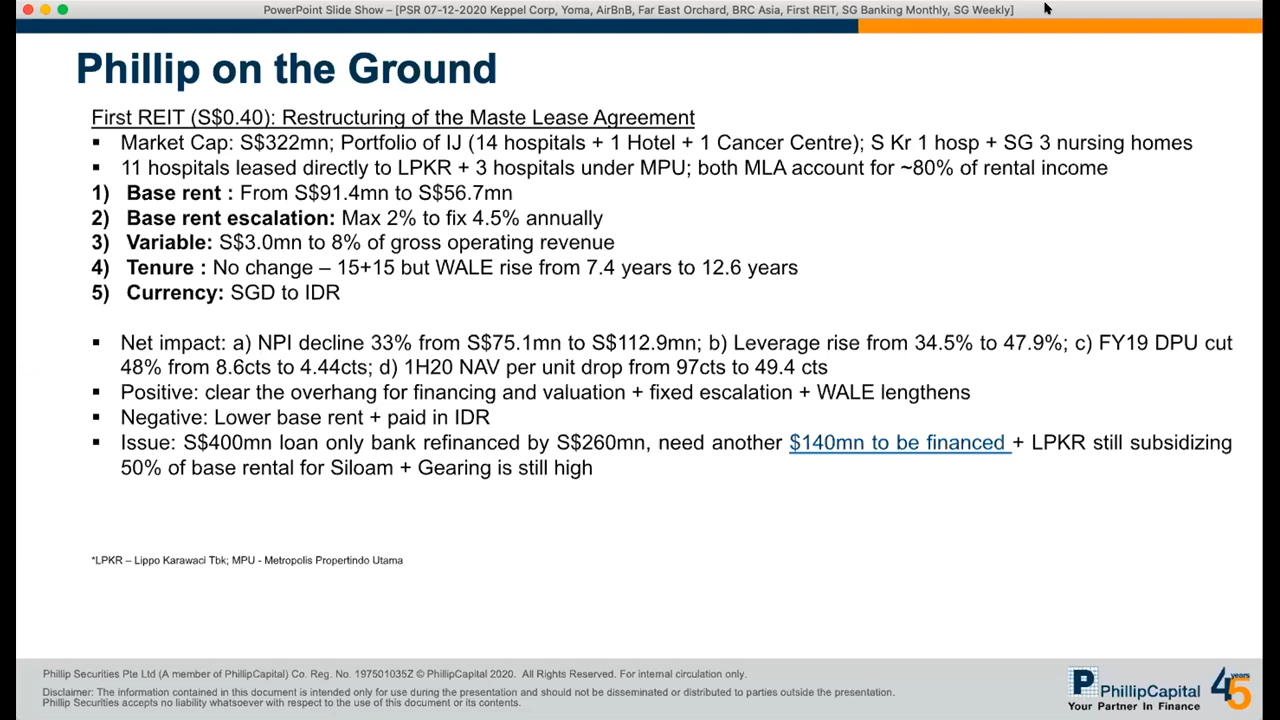 PowerPoint Slide Show – [PSR 07-12-2020 Keppel Corp, Yoma, AirBnB, Far East Orchard, BRC Asia, First REIT, SG Banking Monthly, SG Weekly]
Phillip on the Ground
First REIT (S$0.40): Restructuring of the Maste Lease Agreement
▪ Market Cap: S$322mn; Portfolio of IJ (14 hospitals + 1 Hotel + 1 Cancer Centre); S Kr 1 hosp + SG 3 nursing homes
▪ 11 hospitals leased directly to LPKR + 3 hospitals under MPU; both MLA account for ~80% of rental income
1) Base rent : From S$91.4mn to S$56.7mn
2) Base rent escalation: Max 2% to fix 4.5% annually
3) Variable: S$3.0mn to 8% of gross operating revenue
4) Tenure : No change – 15+15 but WALE rise from 7.4 years to 12.6 years
5) Currency: SGD to IDR
▪ Net impact: a) NPI decline 33% from S$75.1mn to S$112.9mn; b) Leverage rise from 34.5% to 47.9%; c) FY19 DPU cut
48% from 8.6cts to 4.44cts; d) 1H20 NAV per unit drop from 97cts to 49.4 cts
▪ Positive: clear the overhang for financing and valuation + fixed escalation + WALE lengthens
▪ Negative: Lower base rent + paid in IDR
▪ Issue: S$400mn loan only bank refinanced by S$260mn, need another $140mn to be financed + LPKR still subsidizing
50% of base rental for Siloam + Gearing is still high
*LPKR – Lippo Karawaci Tbk; MPU - Metropolis Propertindo Utama
Phillip Securities Pte Ltd (A member of PhillipCapital) Co. Reg. No. 197501035Z © PhillipCapital 2020. All Rights Reserved. For internal circulation only.
Disclaimer: The information contained in this document is intended only for use during the presentation and should not be disseminated or distributed to parties outside the presentation.
Phillip Securities accepts no liability whatsoever with respect to the use of this document or its contents.
P PhillipCapital
Your Partner In Finance
45 years